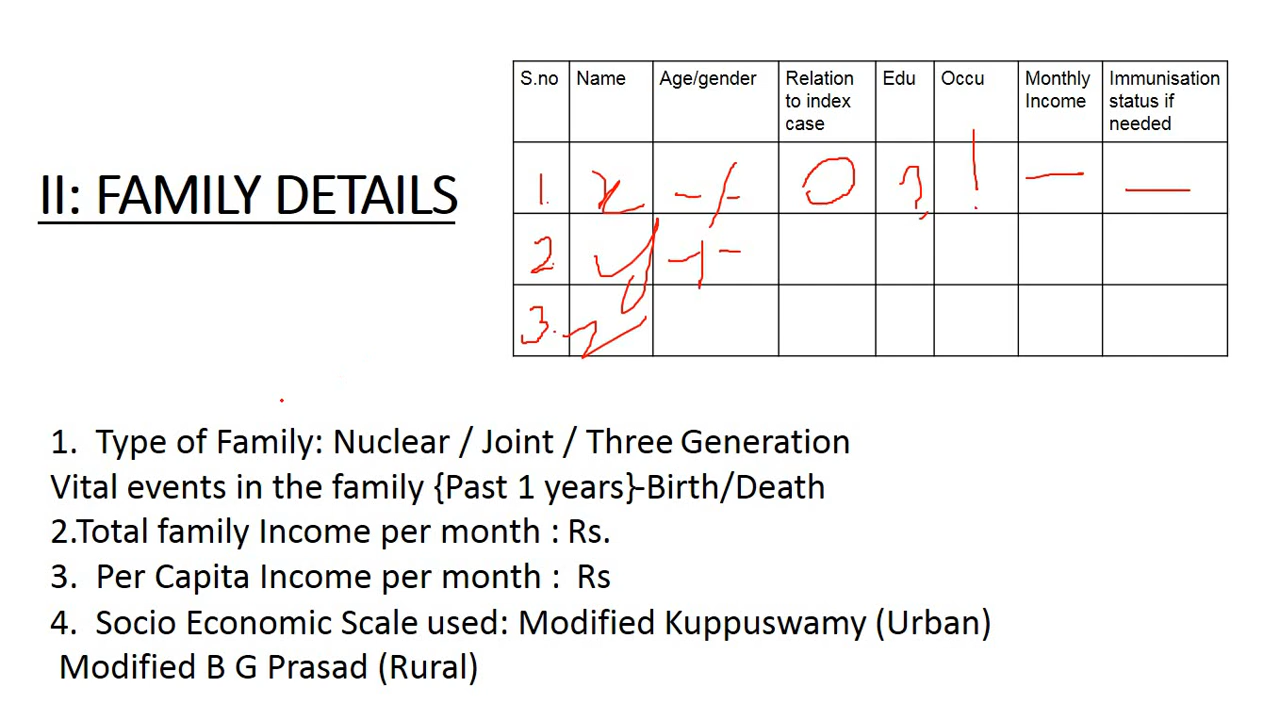 II: FAMILY DETAILS
S.no Name Age/gender Relation to index case Edu Occu Monthly Income Immunisation status if needed
1. x -/- O ? ! — —
2. y -/-
3. z
1. Type of Family: Nuclear / Joint / Three Generation
Vital events in the family {Past 1 years}-Birth/Death
2.Total family Income per month : Rs.
3. Per Capita Income per month : Rs
4. Socio Economic Scale used: Modified Kuppuswamy (Urban)
Modified B G Prasad (Rural)